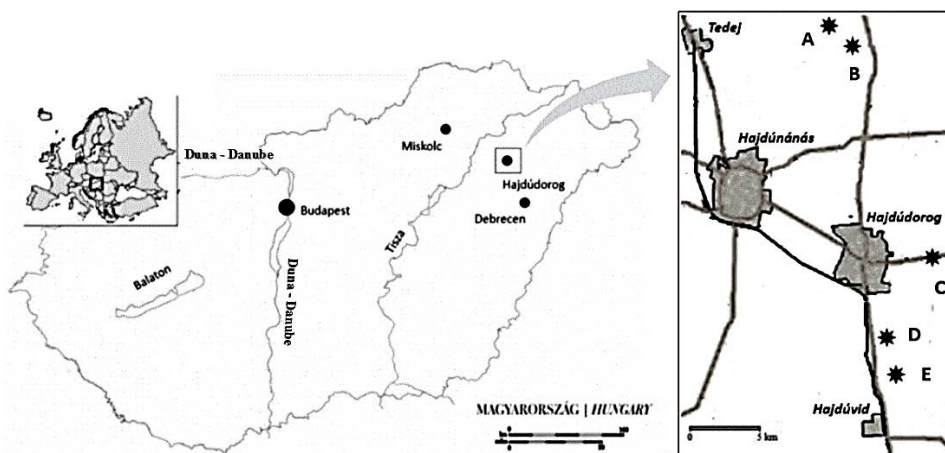 Duna - Danube
Miskolc
Hajdúdorog
Budapest
Debrecen
Tisza
Balaton
Duna - Danube
MAGYARORSZÁG | HUNGARY
Tedej
A
B
Hajdúnánás
Hajdúdorog
C
D
E
Hajdúvid
0
5 km